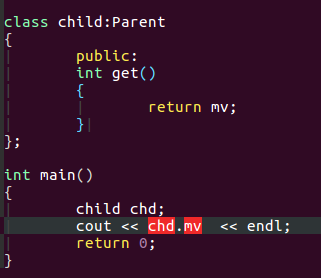 class child:Parent
{
        public:
        int get()
        {
                return mv;
        }
};

int main()
{
        child chd;
        cout << chd.mv  << endl;
        return 0;
}